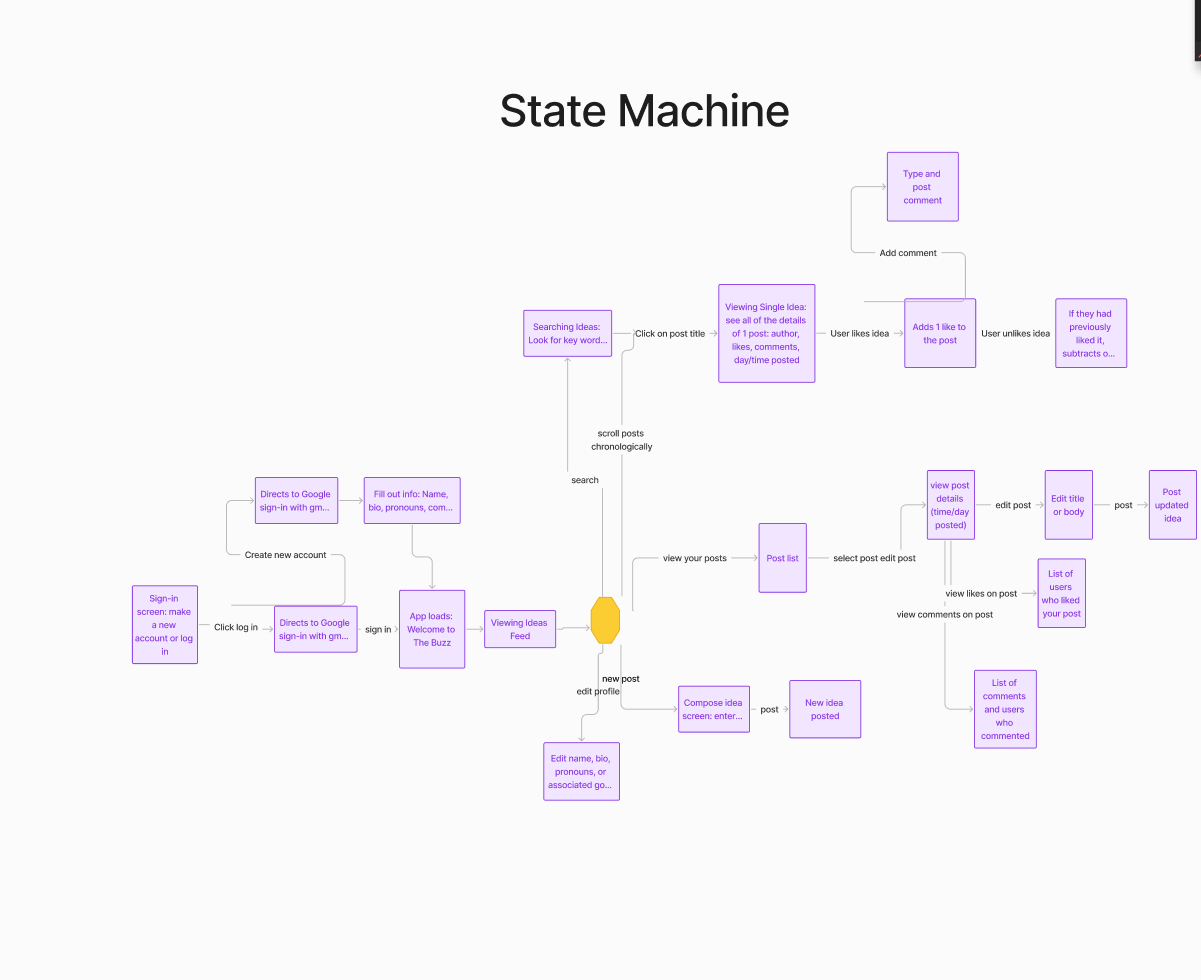 State Machine
Type and
post
comment
Add comment
Searching Ideas:
Look for key word...
Click on post title
Viewing Single Idea:
see all of the details
of 1 post: author,
likes, comments,
day/time posted
User likes idea
Adds 1 like to
the post
User unlikes idea
If they had
previously
liked it,
subtracts o...
scroll posts
chronologically
search
Directs to Google
sign-in with gm...
Fill out info: Name,
bio, pronouns, com...
Create new account
Sign-in
screen: make
a new
account or log
in
Click log in
Directs to Google
sign-in with gm...
sign in
App loads:
Welcome to
The Buzz
Viewing Ideas
Feed
view your posts
Post list
select post edit post
view post
details
(time/day
posted)
edit post
Edit title
or body
post
Post
updated
idea
view likes on post
List of
users
who liked
your post
view comments on post
List of
comments
and users
who
commented
new post
edit profile
Compose idea
screen: enter...
post
New idea
posted
Edit name, bio,
pronouns, or
associated go...